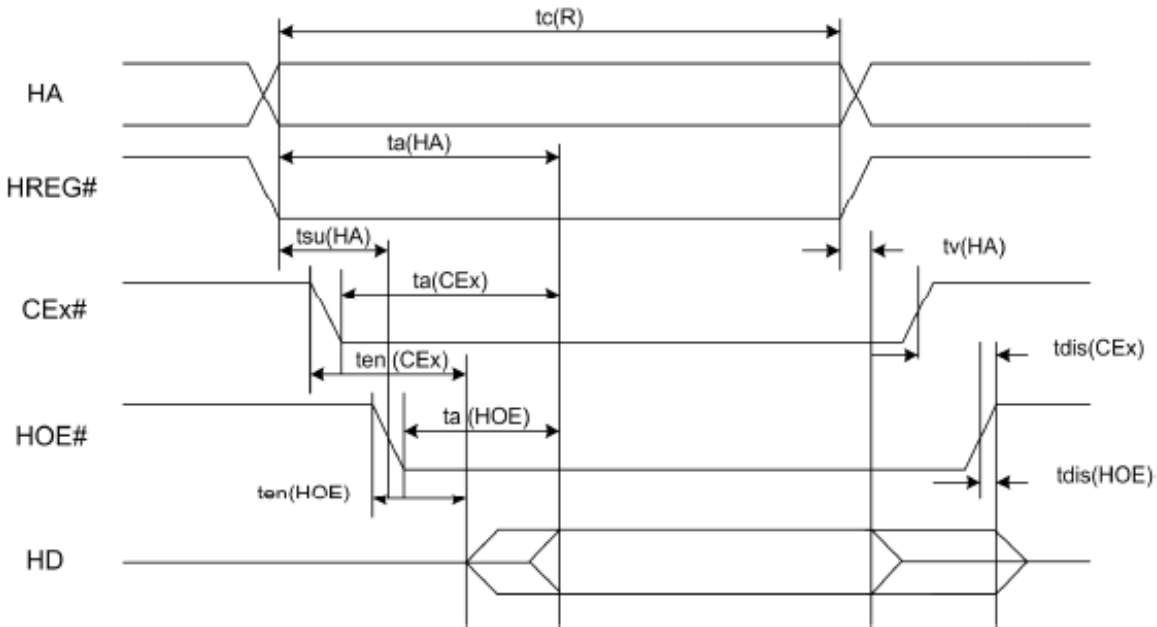 tc(R)
HA
ta(HA)
HREG#
tsu(HA)
tv(HA)
ta(CEx)
CEx#
ten (CEx)
tdis(CEx)
ta (HOE)
HOE#
tdis(HOE)
ten(HOE)
HD